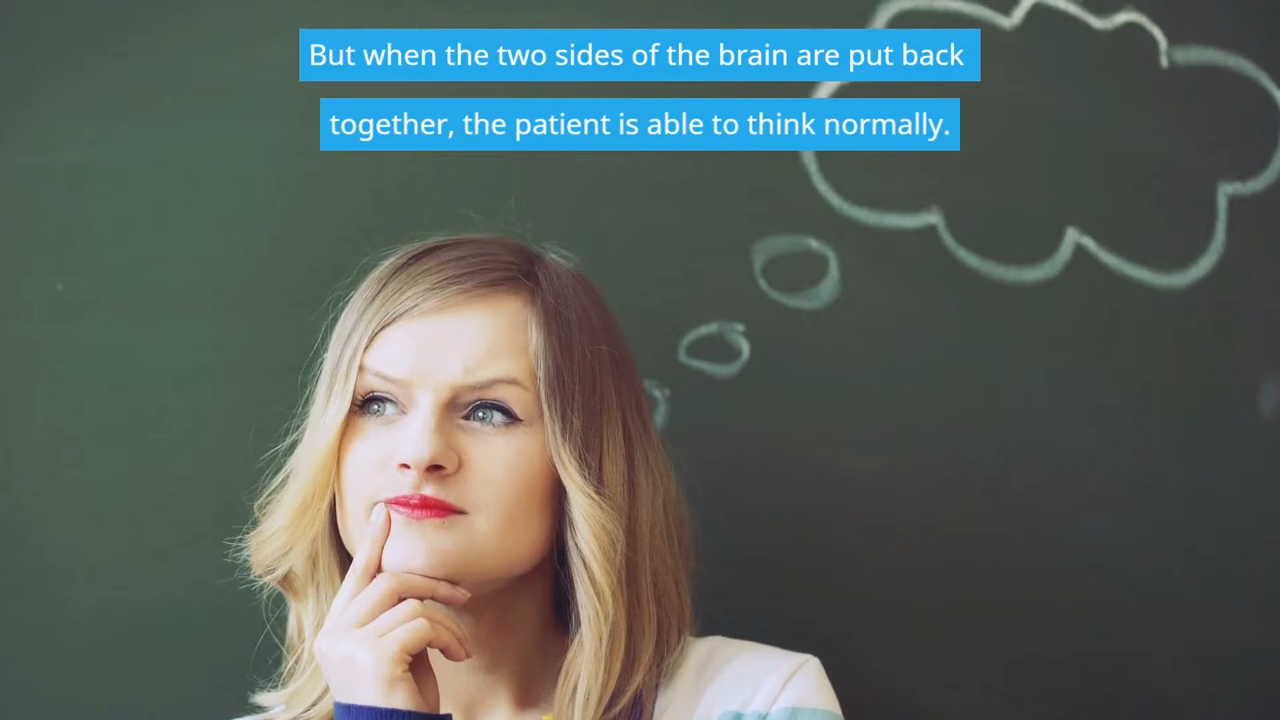 But when the two sides of the brain are put back
together, the patient is able to think normally.